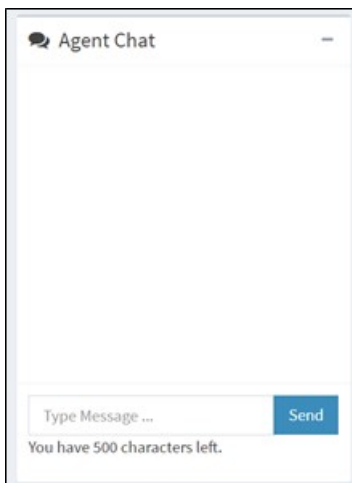 Agent Chat
Type Message ...
Send
You have 500 characters left.